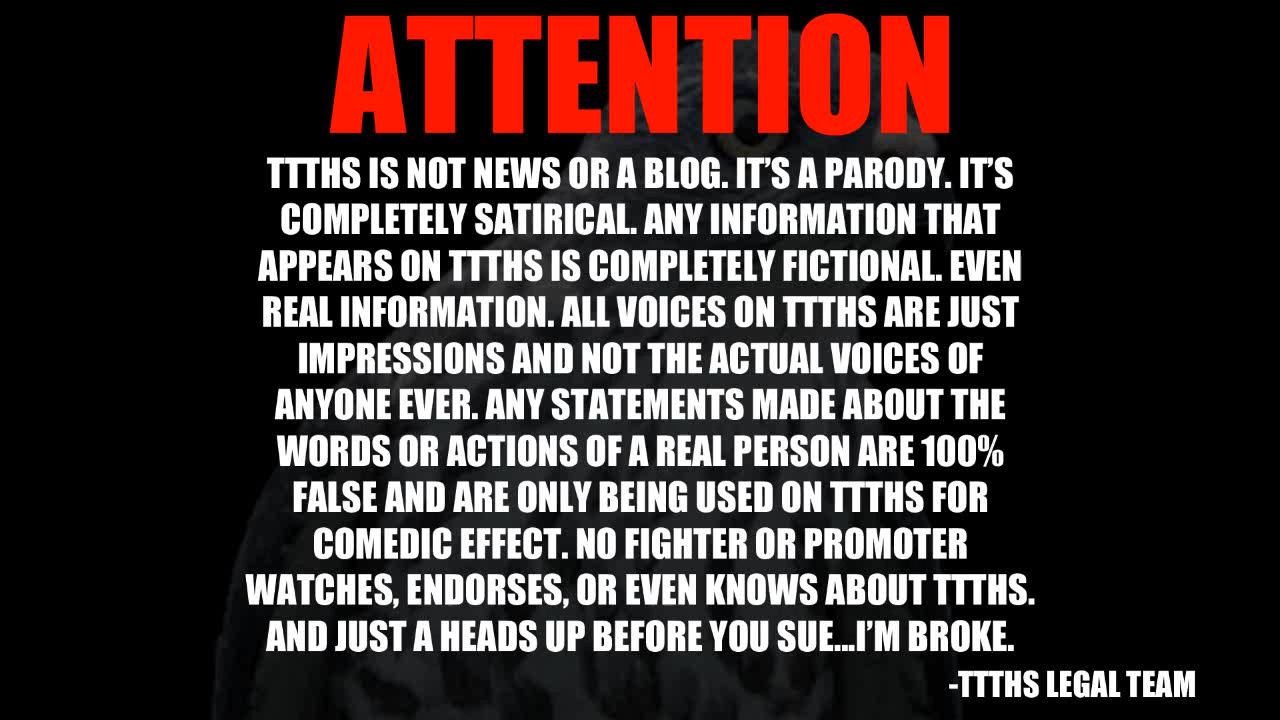 ATTENTION
TTTHS IS NOT NEWS OR A BLOG. IT'S A PARODY. IT'S
COMPLETELY SATIRICAL. ANY INFORMATION THAT
APPEARS ON TTTHS IS COMPLETELY FICTIONAL. EVEN
REAL INFORMATION. ALL VOICES ON TTTHS ARE JUST
IMPRESSIONS AND NOT THE ACTUAL VOICES OF
ANYONE EVER. ANY STATEMENTS MADE ABOUT THE
WORDS OR ACTIONS OF A REAL PERSON ARE 100%
FALSE AND ARE ONLY BEING USED ON TTTHS FOR
COMEDIC EFFECT. NO FIGHTER OR PROMOTER
WATCHES, ENDORSES, OR EVEN KNOWS ABOUT TTTHS.
AND JUST A HEADS UP BEFORE YOU SUE...I'M BROKE.
-TTTHS LEGAL TEAM